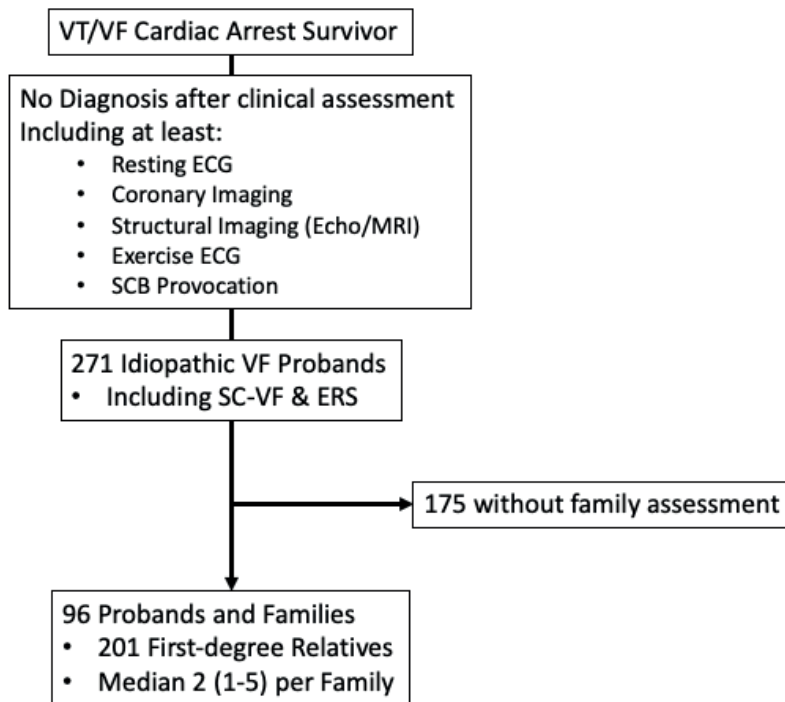 VT/VF Cardiac Arrest Survivor
No Diagnosis after clinical assessment
Including at least:
• Resting ECG
• Coronary Imaging
• Structural Imaging (Echo/MRI)
• Exercise ECG
• SCB Provocation
271 Idiopathic VF Probands
• Including SC-VF & ERS
175 without family assessment
96 Probands and Families
• 201 First-degree Relatives
• Median 2 (1-5) per Family